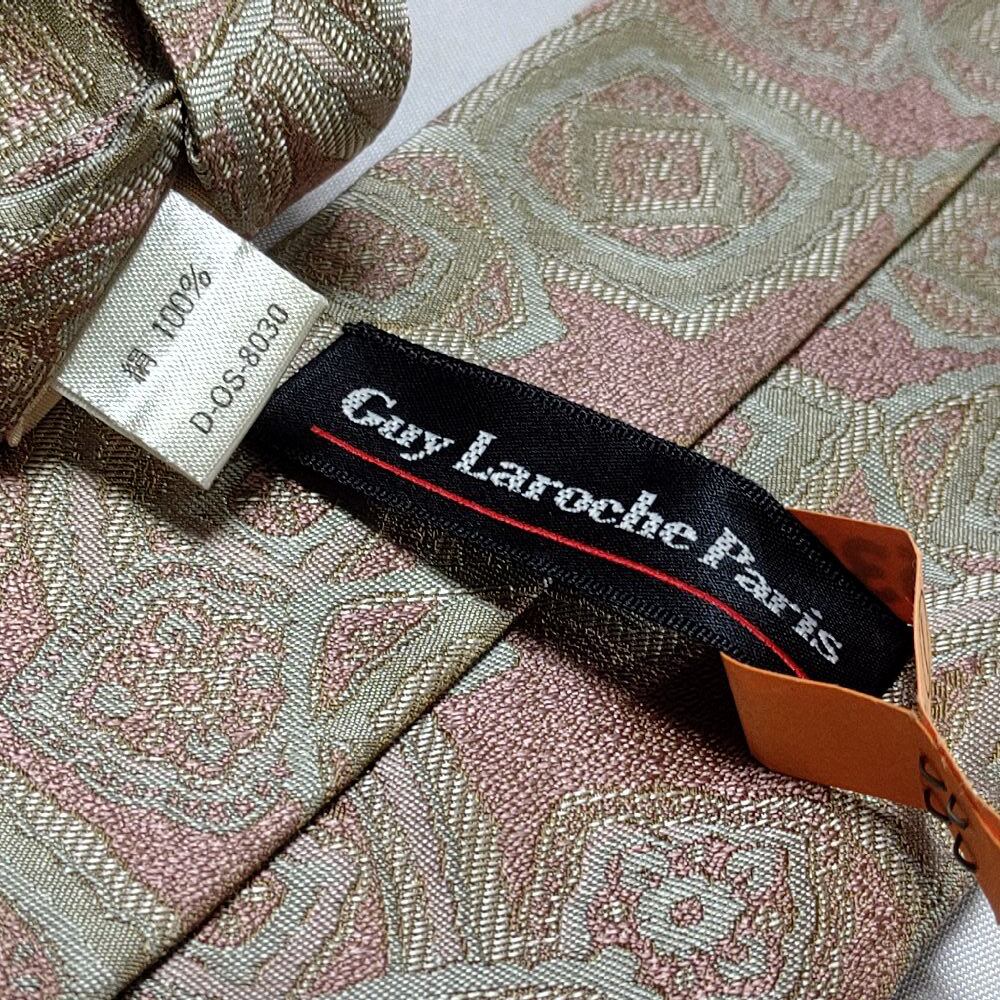 絹 100%
D-OS-8030
Guy Laroche Paris